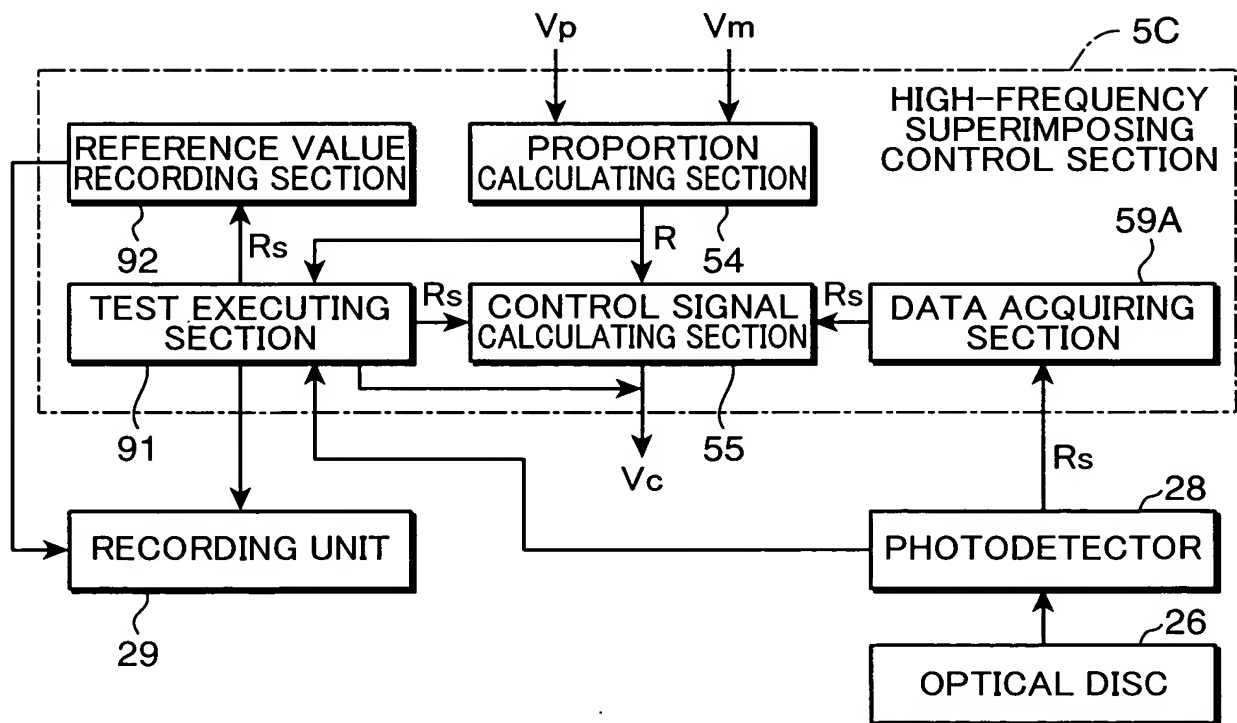 Vp
Vm
5C
HIGH-FREQUENCY
SUPERIMPOSING
CONTROL SECTION
REFERENCE VALUE
RECORDING SECTION
PROPORTION
CALCULATING SECTION
92
Rs
R
54
59A
TEST EXECUTING
SECTION
Rs
CONTROL SIGNAL
CALCULATING SECTION
Rs
DATA ACQUIRING
SECTION
91
55
Vc
Rs
28
RECORDING UNIT
PHOTODETECTOR
29
26
OPTICAL DISC